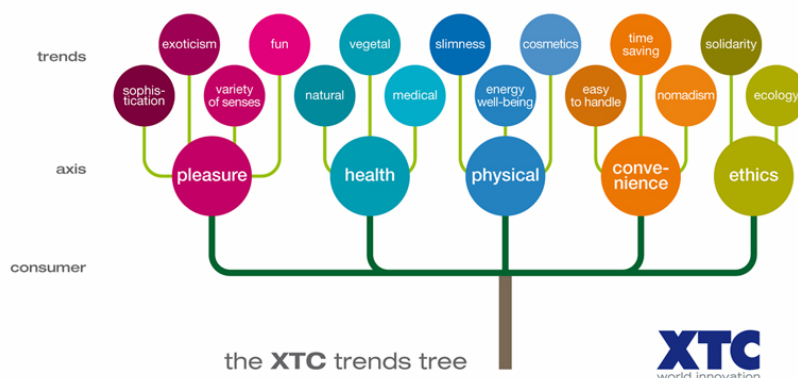 trends
exoticism
fun
vegetal
slimness
cosmetics
time
saving
solidarity
sophis-
tication
variety
of senses
natural
medical
energy
well-being
easy
to handle
nomadism
ecology
axis
pleasure
health
physical
conve-
nience
ethics
consumer
the XTC trends tree
XTC
world innovation